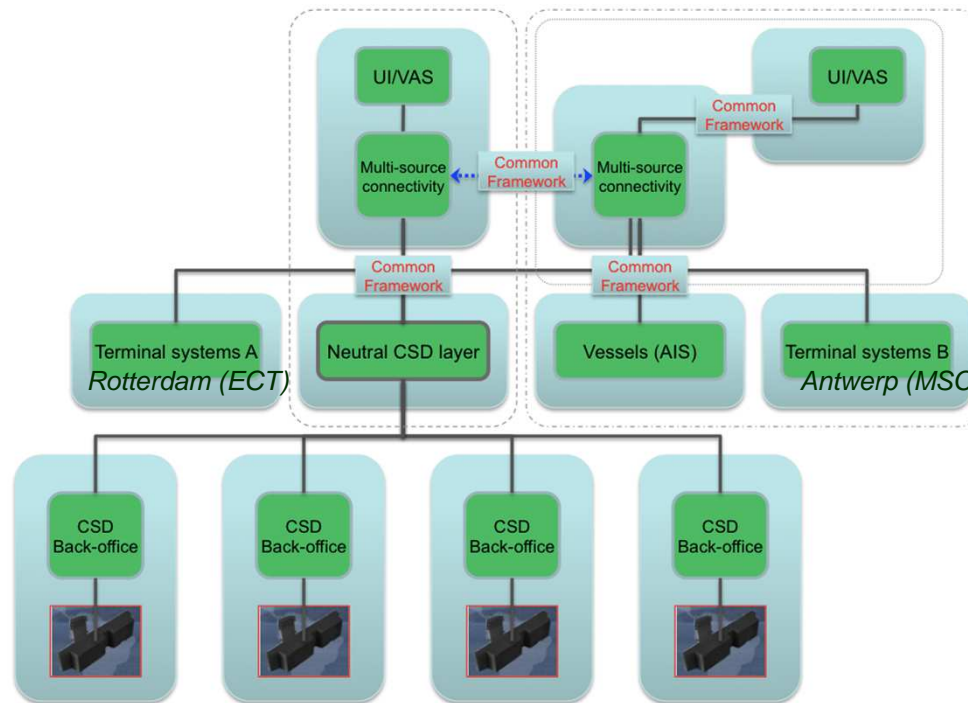 UI/VAS
UI/VAS
Common
Framework
Multi-source
connectivity
Common
Framework
Multi-source
connectivity
Common
Framework
Common
Framework
Terminal systems A
Rotterdam (ECT)
Neutral CSD layer
Vessels (AIS)
Terminal systems B
Antwerp (MSC
CSD
Back-office
CSD
Back-office
CSD
Back-office
CSD
Back-office